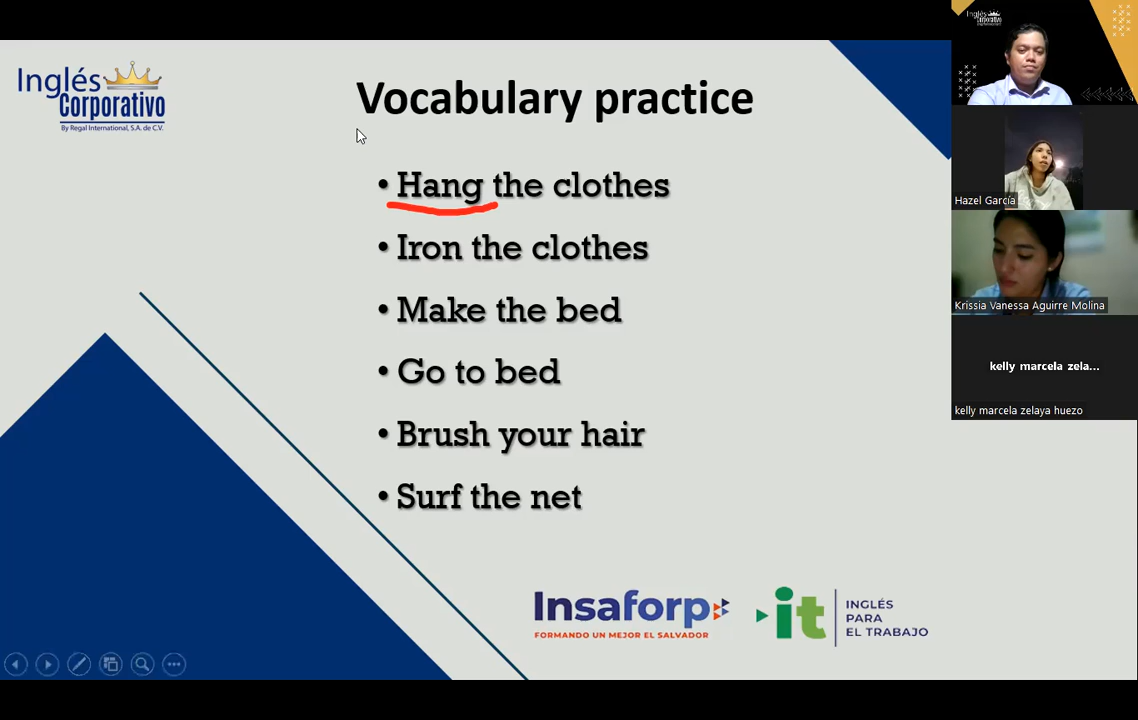 Inglés
Corporativo
By Regal International, S.A. de C.V.
Vocabulary practice
• Hang the clothes
• Iron the clothes
• Make the bed
• Go to bed
• Brush your hair
• Surf the net
Insaforp
FORMANDO UN MEJOR EL SALVADOR
it
INGLÉS
PARA
EL TRABAJO
Inglés
Corporativo
Hazel García
Krissia Vanessa Aguirre Molina
kelly marcela zela...
kelly marcela zelaya huezo